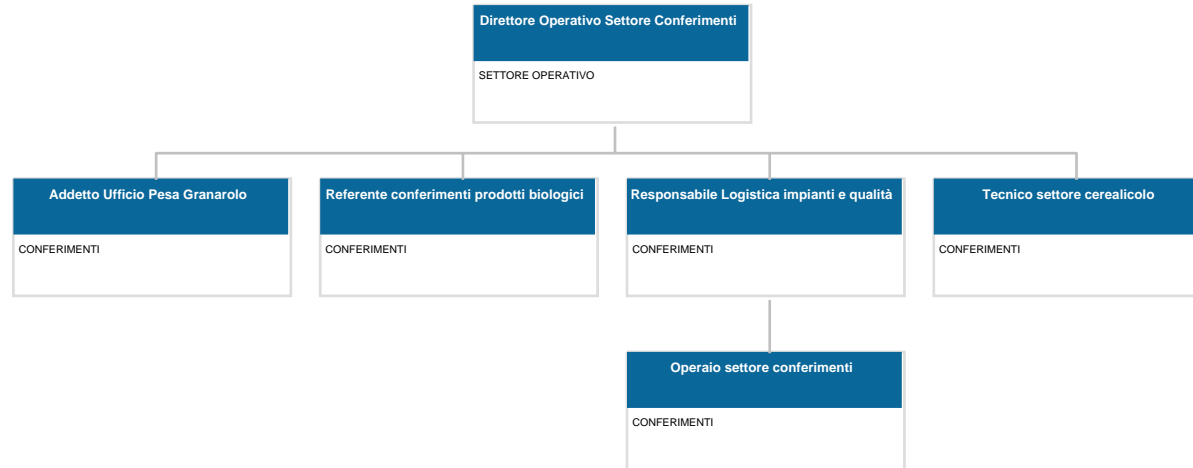 Direttore Operativo Settore Conferimenti
SETTORE OPERATIVO
Addetto Ufficio Pesa Granarolo
CONFERIMENTI
Referente conferimenti prodotti biologici
CONFERIMENTI
Responsabile Logistica impianti e qualità
CONFERIMENTI
Tecnico settore cerealicolo
CONFERIMENTI
Operaio settore conferimenti
CONFERIMENTI